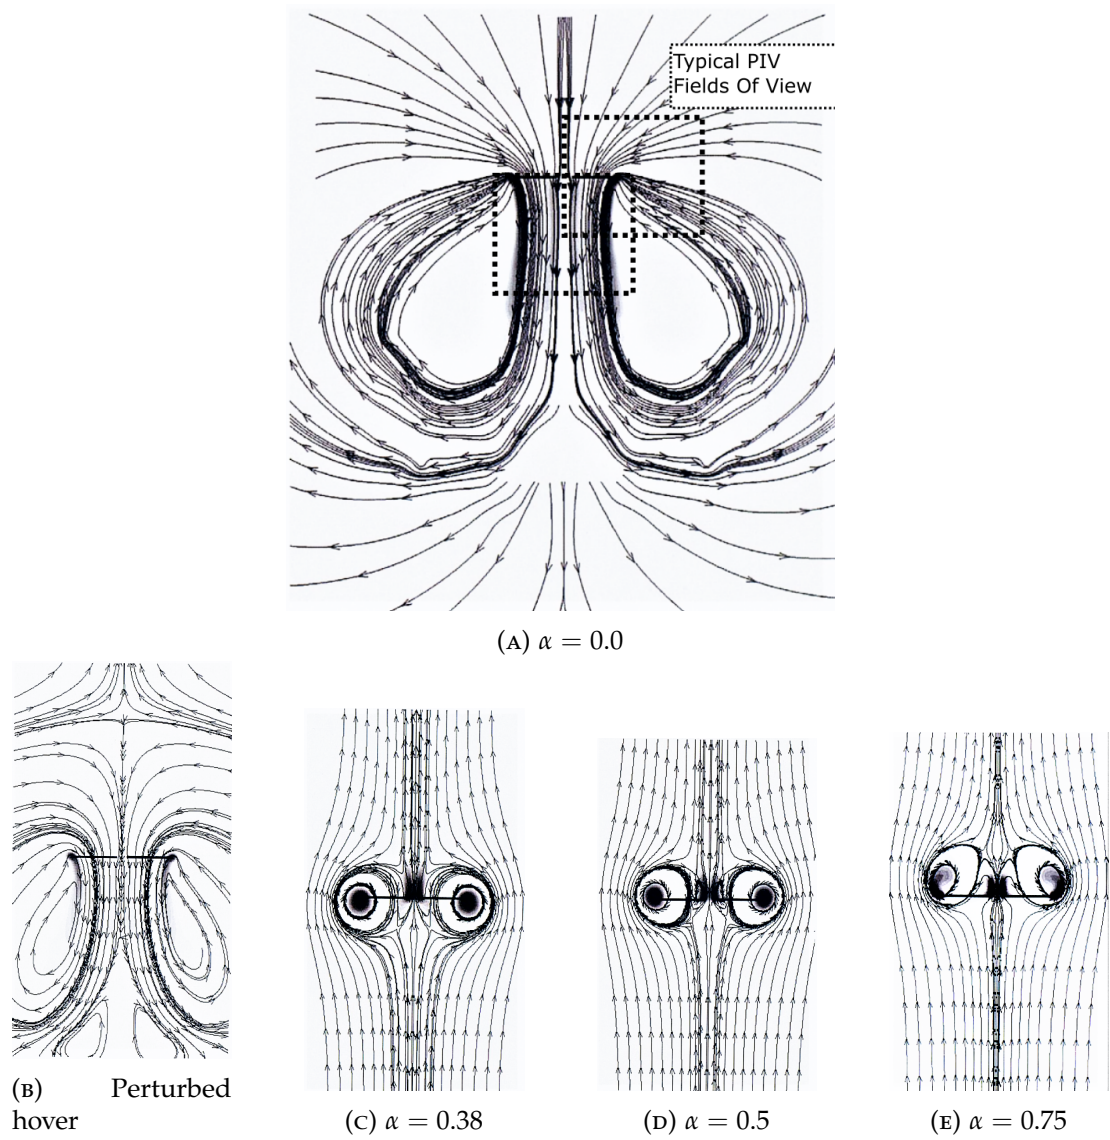 Typical PIV
Fields Of View
(A) α = 0.0
(B) Perturbed
hover
(C) α = 0.38
(D) α = 0.5
(E) α = 0.75